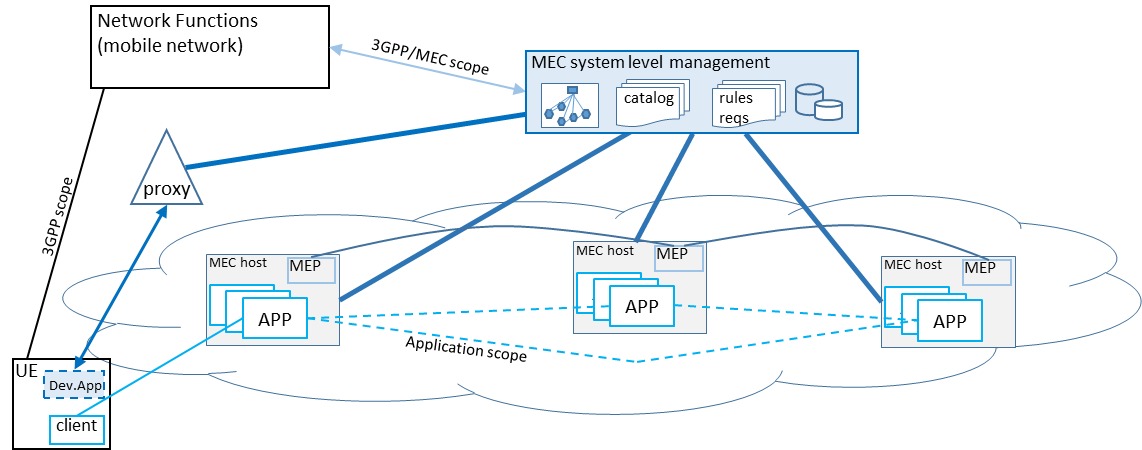 Network Functions
(mobile network)
3GPP/MEC scope
MEC system level management
catalog
rules
reqs
proxy
3GPP scope
MEC host
MEP
APP
MEC host
MEP
APP
MEC host
MEP
APP
Application scope
UE
Dev.App
client